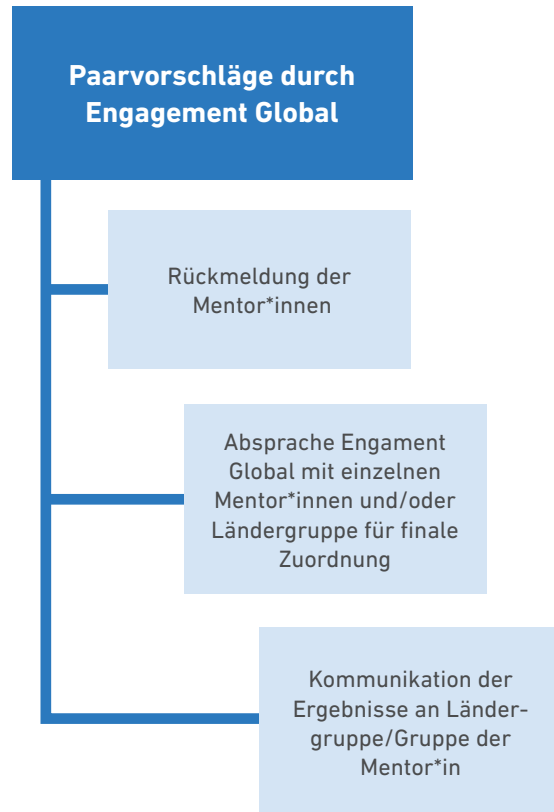 Paarvorschläge durch
Engagement Global
Rückmeldung der
Mentor*innen
Absprache Engament
Global mit einzelnen
Mentor*innen und/oder
Ländergruppe für finale
Zuordnung
Kommunikation der
Ergebnisse an Länder-
gruppe/Gruppe der
Mentor*in